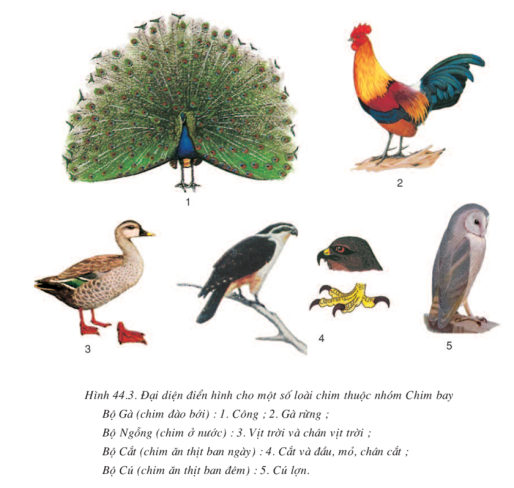 1
2
3
4
5
Hình 44.3. Đại diện điển hình cho một số loài chim thuộc nhóm Chim bay
Bộ Gà (chim đào bới) : 1. Công ; 2. Gà rừng ;
Bộ Ngỗng (chim ở nước) : 3. Vịt trời và chân vịt trời ;
Bộ Cắt (chim ăn thịt ban ngày) : 4. Cắt và đầu, mỏ, chân cắt ;
Bộ Cú (chim ăn thịt ban đêm) : 5. Cú lợn.